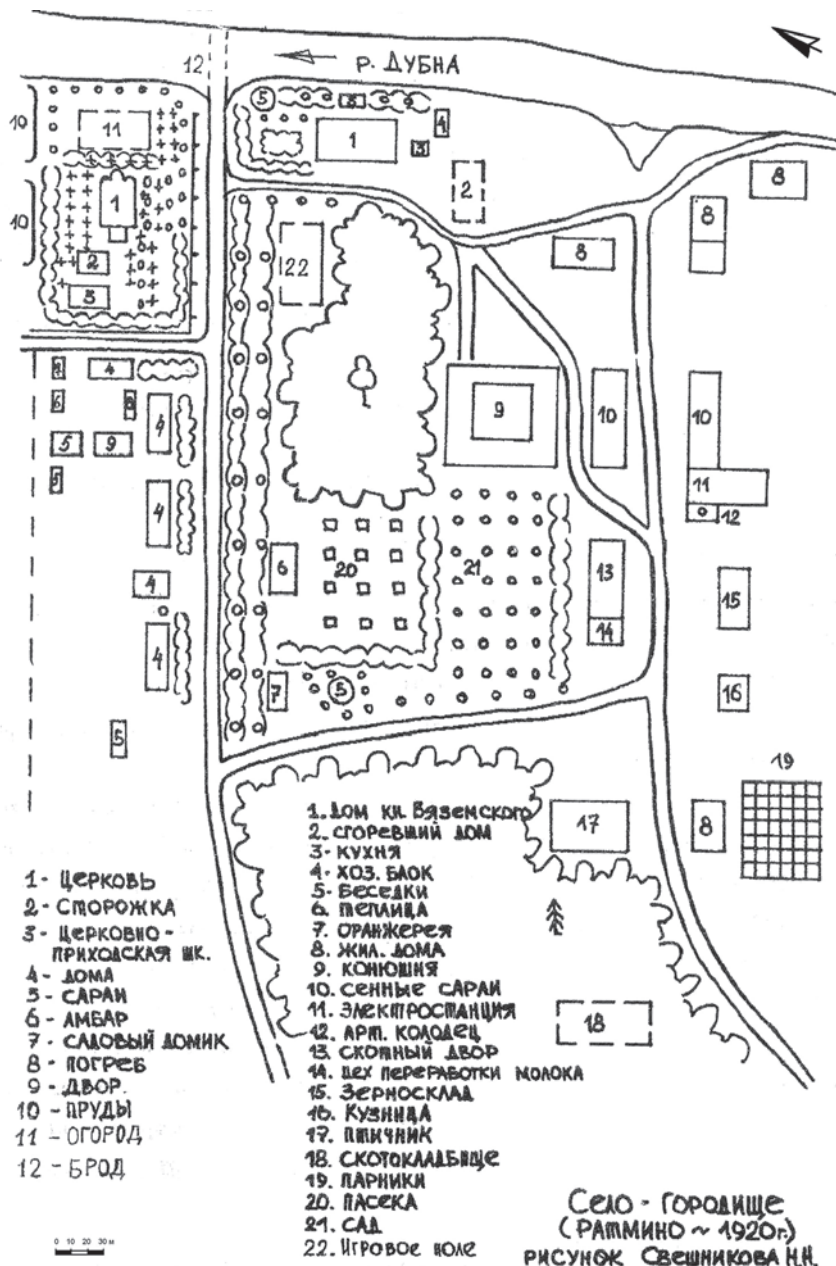 12
р. ДУБНА
10
11
5
3
4
1
3
2
8
10
1
2
3
22
8
8
7
4
6
8
4
5
9
5
4
9
10
10
11
12
6
20
21
13
14
15
4
4
7
5
16
5
19
17
8
18
1- ЦЕРКОВЬ
2- СТОРОЖКА
3- ЦЕРКОВНО-
ПРИХОДСКАЯ ШК.
4- ДОМА
5- САРАИ
6- АМБАР
7- САДОВЫЙ ДОМИК
8- ПОГРЕБ
9- ДВОР.
10- ПРУДЫ
11- ОГОРОД
12- БРОД
0 10 20 30 м
1. ДОМ КН. ВЯЗЕМСКОГО
2. СГОРЕВШИЙ ДОМ
3- КУХНЯ
4- ХОЗ. БЛОК
5- БЕСЕДКИ
6. ТЕПЛИЦА
7. ОРАНЖЕРЕЯ
8. ЖИЛ. ДОМА
9. КОНЮШНЯ
10. СЕННЫЕ САРАИ
11. ЭЛЕКТРОСТАНЦИЯ
12. АРТ. КОЛОДЕЦ
13. СКОТНЫЙ ДВОР
14. ЦЕХ ПЕРЕРАБОТКИ МОЛОКА
15. ЗЕРНОСКЛАД
16. КУЗНИЦА
17. ПТИЧНИК
18. СКОТОКЛАДБИЩЕ
19. ПАРНИКИ
20. ПАСЕКА
21. САД
22. ИГРОВОЕ ПОЛЕ
СЕЛО - ГОРОДИЩЕ
(РАТМИНО ~ 1920г.)
РИСУНОК СВЕШНИКОВА Н.Н.